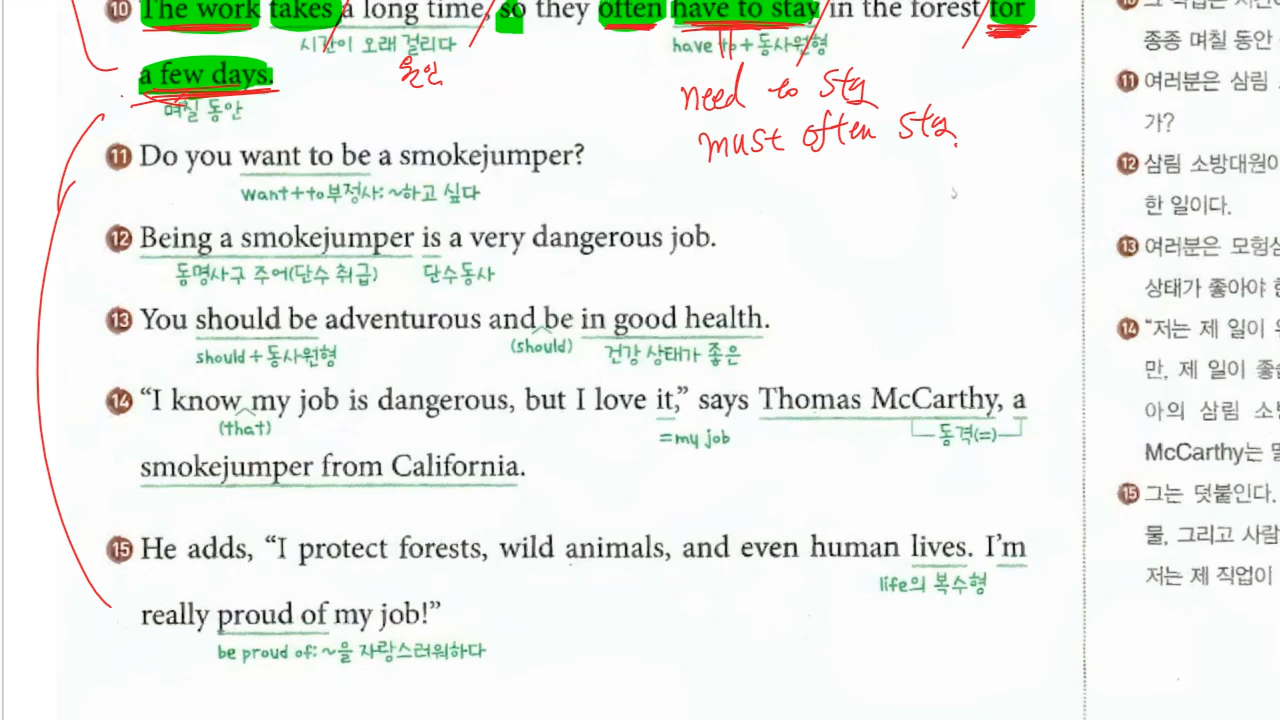 10 The work takes a long time, so they often have to stay in the forest for
시간이 오래 걸리다
have to + 동사원형
a few days.
원인
며칠 동안
need to stay
must often stay.
11 Do you want to be a smokejumper?
want+to부정사: ~하고 싶다
12 Being a smokejumper is a very dangerous job.
동명사구 주어(단수 취급)
단수동사
13 You should be adventurous and be in good health.
should + 동사원형
(should)
건강 상태가 좋은
14 “I know my job is dangerous, but I love it,” says Thomas McCarthy, a
(that)
=my job
동격(=)
smokejumper from California.
15 He adds, “I protect forests, wild animals, and even human lives. I’m
life의 복수형
really proud of my job!”
be proud of: ~을 자랑스러워하다
종종 며칠 동안
11 여러분은 삼림
가?
12 삼림 소방대원이
한 일이다.
13 여러분은 모험심
상태가 좋아야 한
14 “저는 제 일이
만, 제 일이 좋습
아의 삼림 소방
McCarthy는 말
15 그는 덧붙인다.
물, 그리고 사람
저는 제 직업이